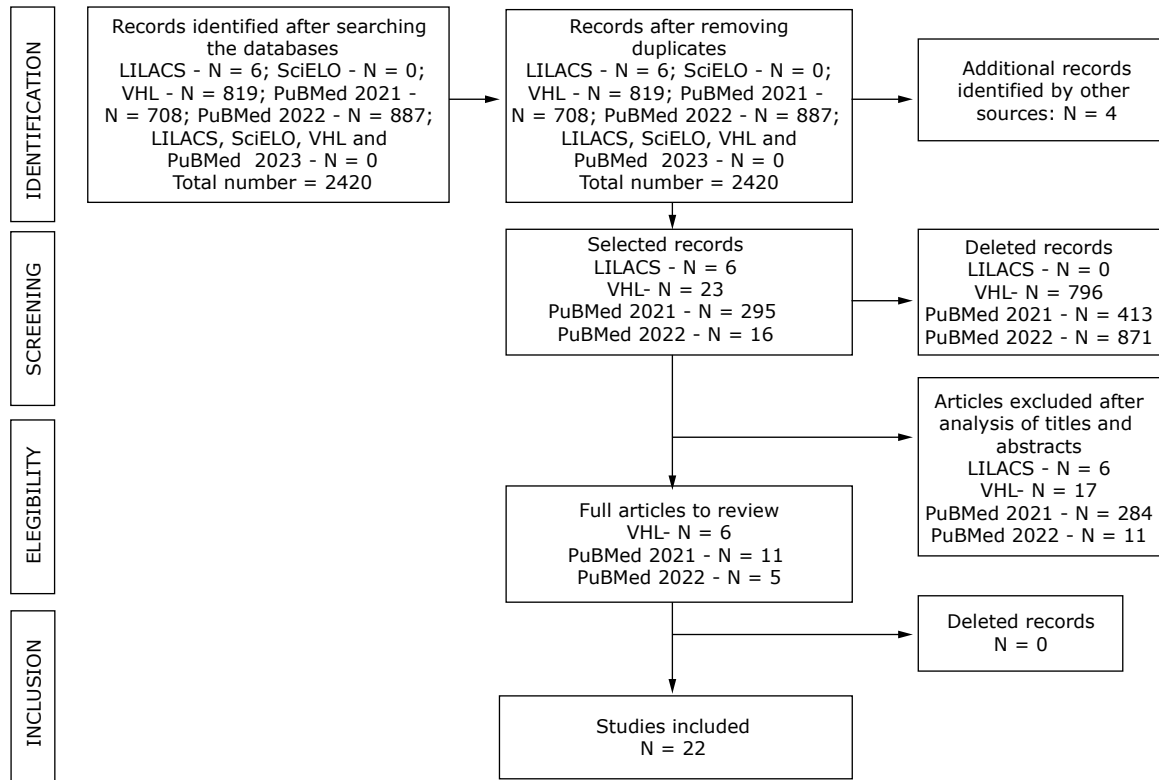 IDENTIFICATION
Records identified after searching
the databases
LILACS - N = 6; SciELO - N = 0;
VHL - N = 819; PuBMed 2021 -
N = 708; PuBMed 2022 - N = 887;
LILACS, SciELO, VHL and
PuBMed  2023 - N = 0
Total number = 2420
Records after removing
duplicates
LILACS - N = 6; SciELO - N = 0;
VHL - N = 819; PuBMed 2021 -
N = 708; PuBMed 2022 - N = 887;
LILACS, SciELO, VHL and
PuBMed  2023 - N = 0
Total number = 2420
Additional records
identified by other
sources: N = 4
SCREENING
Selected records
LILACS - N = 6
VHL- N = 23
PuBMed 2021 - N = 295
PuBMed 2022 - N = 16
Deleted records
LILACS - N = 0
VHL- N = 796
PuBMed 2021 - N = 413
PuBMed 2022 - N = 871
ELEGIBILITY
Articles excluded after
analysis of titles and
abstracts
LILACS - N = 6
VHL- N = 17
PuBMed 2021 - N = 284
PuBMed 2022 - N = 11
Full articles to review
VHL- N = 6
PuBMed 2021 - N = 11
PuBMed 2022 - N = 5
INCLUSION
Deleted records
N = 0
Studies included
N = 22